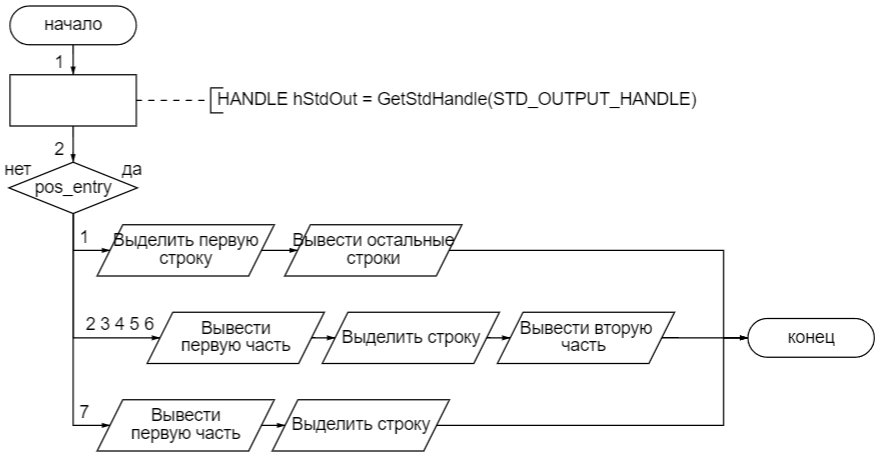 начало
1
HANDLE hStdOut = GetStdHandle(STD_OUTPUT_HANDLE)
2
нет
да
pos_entry
1
Выделить первую
строку
Вывести остальные
строки
2 3 4 5 6
Вывести
первую часть
Выделить строку
Вывести вторую
часть
конец
7
Вывести
первую часть
Выделить строку